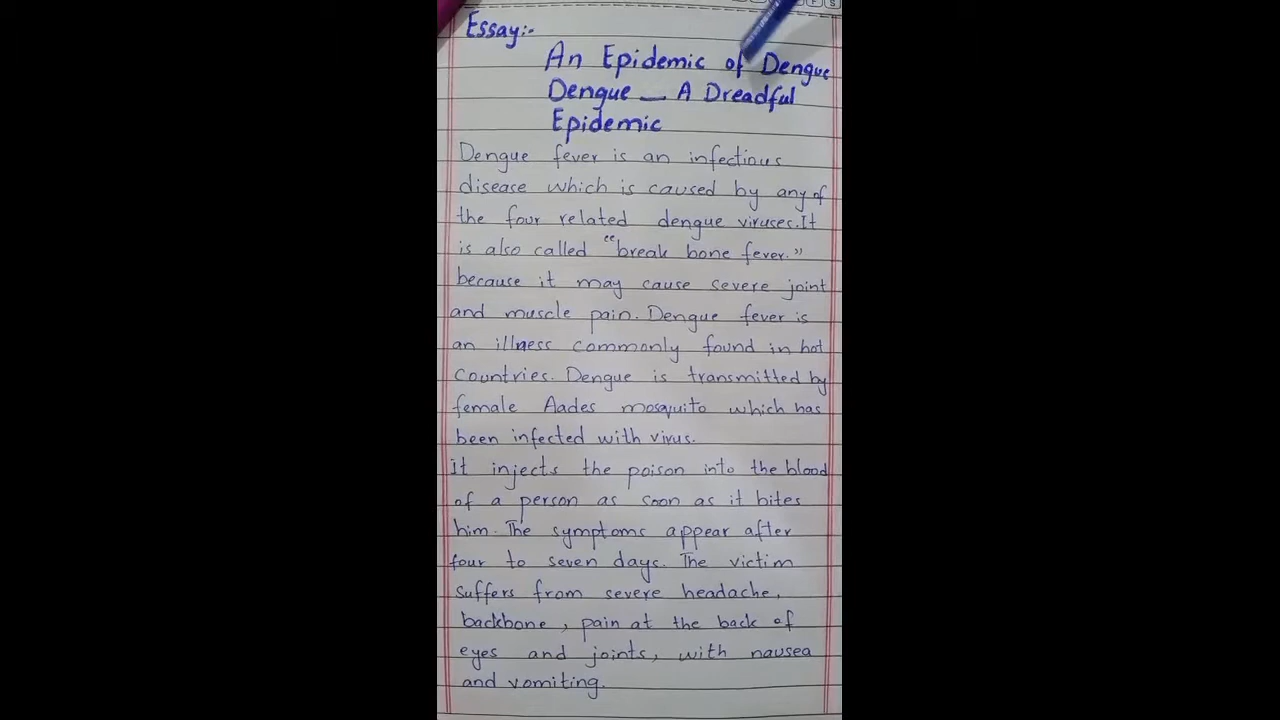 Essay:-
An Epidemic of Dengue
Dengue — A Dreadful
Epidemic
Dengue fever is an infectious
disease which is caused by any of
the four related dengue viruses. It
is also called "break bone fever."
because it may cause severe joint
and muscle pain. Dengue fever is
an illness commonly found in hot
countries. Dengue is transmitted by
female Aades mosquito which has
been infected with virus.
It injects the poison into the blood
of a person as soon as it bites
him. The symptoms appear after
four to seven days. The victim
suffers from severe headache,
backbone, pain at the back of
eyes and joints, with nausea
and vomiting.